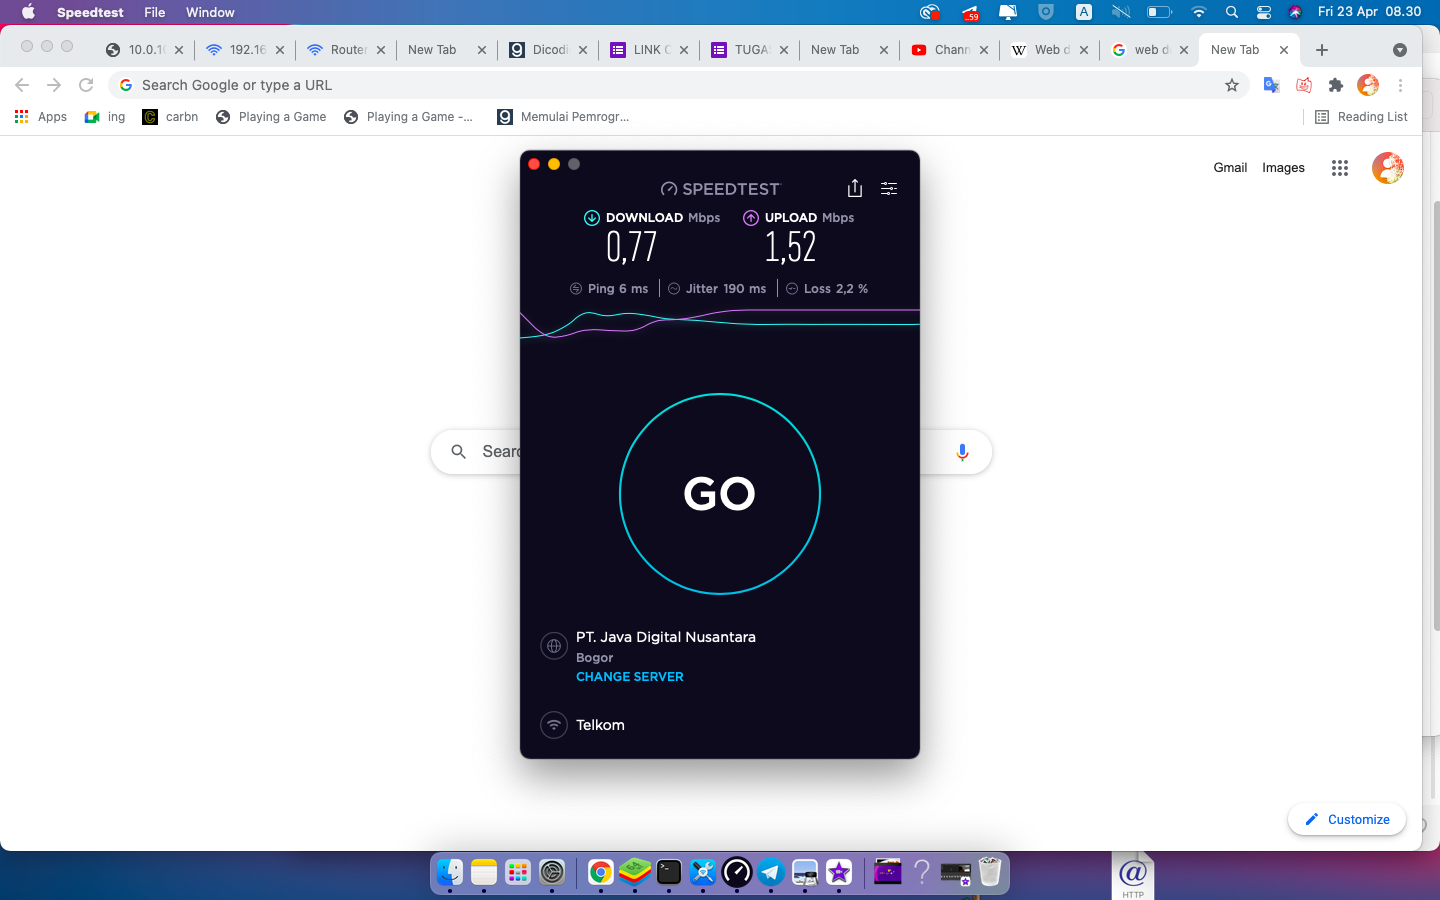 Speedtest File Window
.59
A
Fri 23 Apr 08.30
10.0.1(
192.16
Router
New Tab
Dicodi
LINK C
TUGA
New Tab
Chann
Web d
web d
New Tab
Search Google or type a URL
Apps
ing
carbn
Playing a Game
Playing a Game -...
Memulai Pemrogr...
Reading List
Gmail Images
SPEEDTEST
DOWNLOAD Mbps UPLOAD Mbps
0,77 1,52
Ping 6 ms Jitter 190 ms Loss 2,2 %
Searc
GO
PT. Java Digital Nusantara
Bogor
CHANGE SERVER
Telkom
Customize
HTTP